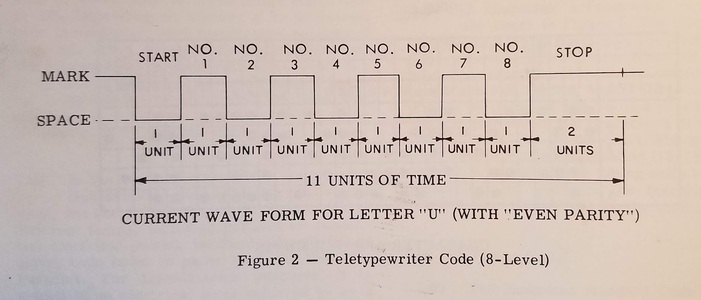 START NO. NO. NO. NO. NO. NO. NO. NO. STOP
1 2 3 4 5 6 7 8
MARK
SPACE
1 1 1 1 1 1 1 1 1 2
UNIT UNIT UNIT UNIT UNIT UNIT UNIT UNIT UNIT UNITS
11 UNITS OF TIME
CURRENT WAVE FORM FOR LETTER "U" (WITH "EVEN PARITY")
Figure 2 — Teletypewriter Code (8-Level)